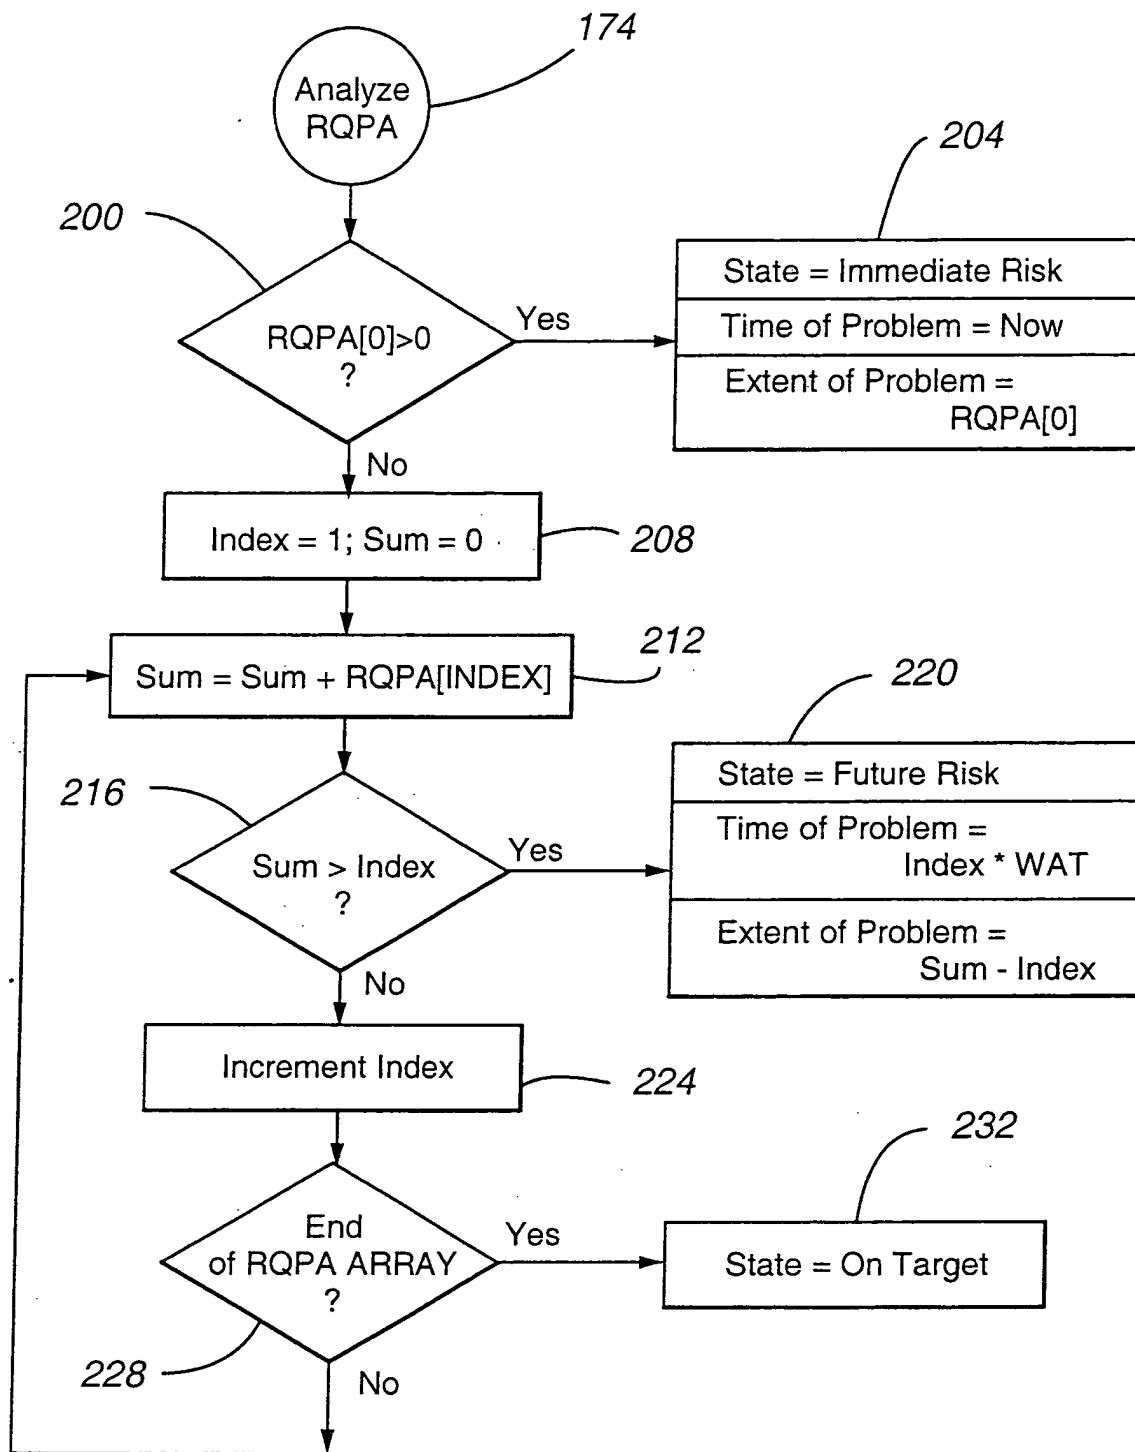 174
Analyze
RQPA
204
200
State = Immediate Risk
RQPA[0]>0
?
Yes
Time of Problem = Now
Extent of Problem =
RQPA[0]
No
Index = 1; Sum = 0
208
212
Sum = Sum + RQPA[INDEX]
220
216
State = Future Risk
Sum > Index
?
Yes
Time of Problem =
Index * WAT
Extent of Problem =
Sum - Index
No
Increment Index
224
232
End
of RQPA ARRAY
?
Yes
State = On Target
228
No